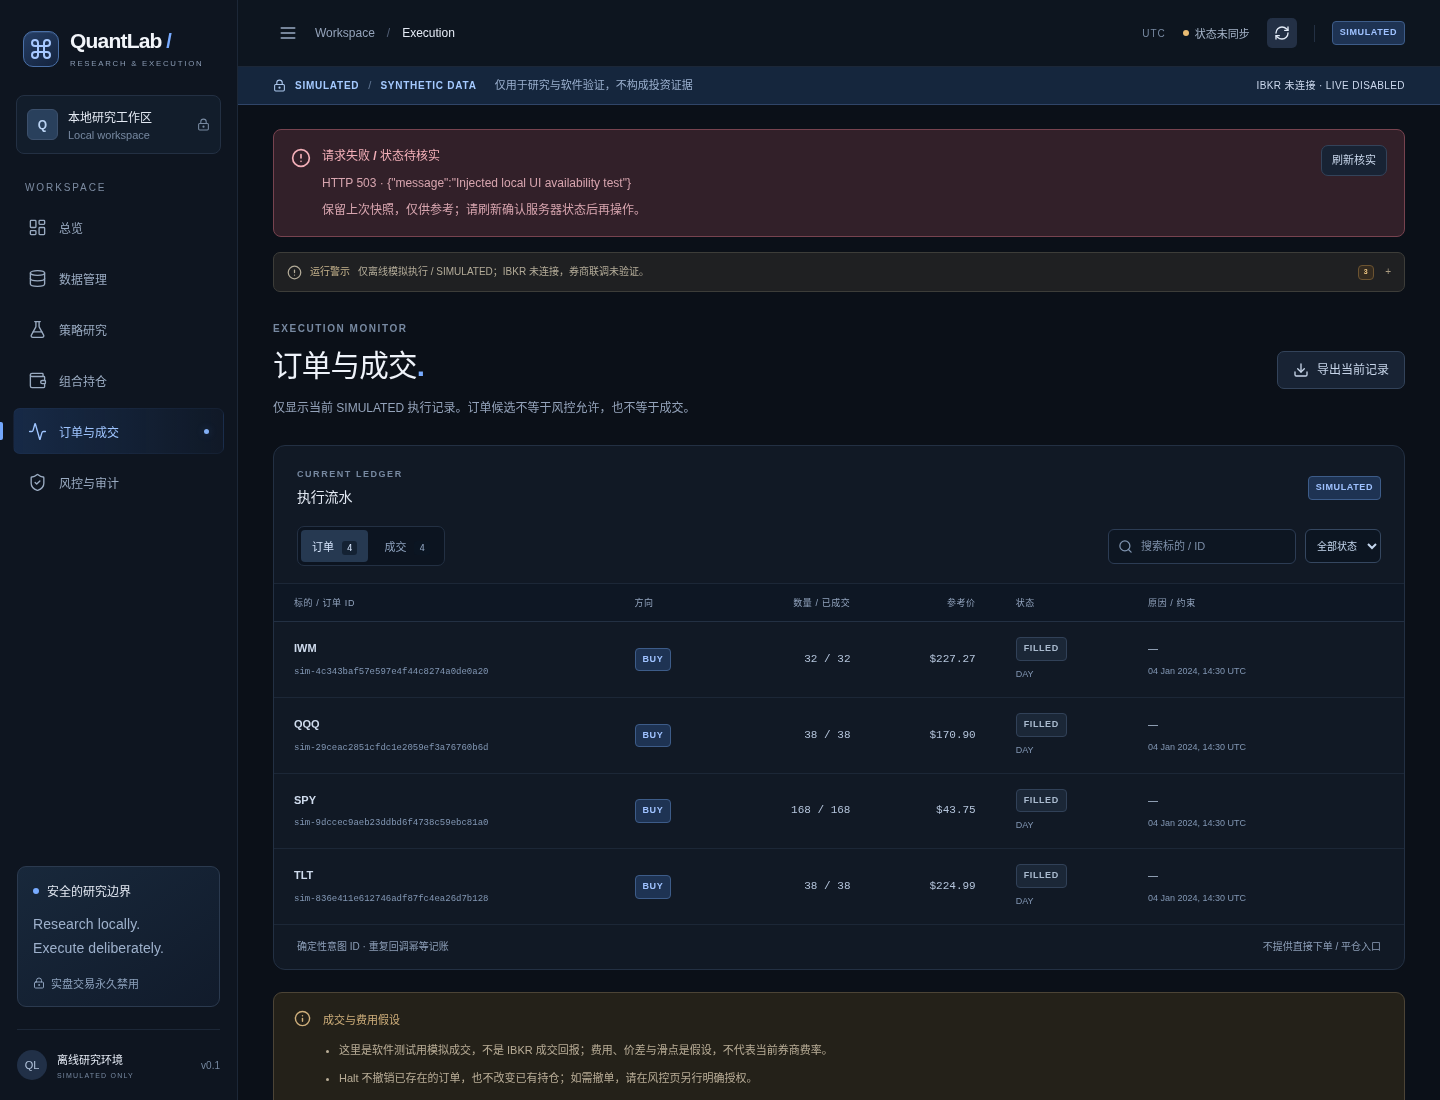 QuantLab /
RESEARCH & EXECUTION
Q
本地研究工作区
Local workspace
WORKSPACE
总览
数据管理
策略研究
组合持仓
订单与成交
风控与审计
安全的研究边界
Research locally.
Execute deliberately.
实盘交易永久禁用
QL
离线研究环境
SIMULATED ONLY
v0.1
Workspace / Execution
UTC
状态未同步
SIMULATED
SIMULATED / SYNTHETIC DATA 仅用于研究与软件验证，不构成投资证据
IBKR 未连接 · LIVE DISABLED
请求失败 / 状态待核实
HTTP 503 · {"message":"Injected local UI availability test"}
保留上次快照，仅供参考；请刷新确认服务器状态后再操作。
刷新核实
运行警示 仅离线模拟执行 / SIMULATED；IBKR 未连接，券商联调未验证。
3 +
EXECUTION MONITOR
订单与成交.
仅显示当前 SIMULATED 执行记录。订单候选不等于风控允许，也不等于成交。
导出当前记录
CURRENT LEDGER
执行流水
SIMULATED
订单 4 成交 4
搜索标的 / ID
全部状态
标的 / 订单 ID 方向 数量 / 已成交 参考价 状态 原因 / 约束
IWM BUY 32 / 32 $227.27 FILLED —
sim-4c343baf57e597e4f44c8274a0de0a20 DAY 04 Jan 2024, 14:30 UTC
QQQ BUY 38 / 38 $170.90 FILLED —
sim-29ceac2851cfdc1e2059ef3a76760b6d DAY 04 Jan 2024, 14:30 UTC
SPY BUY 168 / 168 $43.75 FILLED —
sim-9dccec9aeb23ddbd6f4738c59ebc81a0 DAY 04 Jan 2024, 14:30 UTC
TLT BUY 38 / 38 $224.99 FILLED —
sim-836e411e612746adf87fc4ea26d7b128 DAY 04 Jan 2024, 14:30 UTC
确定性意图 ID · 重复回调幂等记账
不提供直接下单 / 平仓入口
成交与费用假设
• 这里是软件测试用模拟成交，不是 IBKR 成交回报；费用、价差与滑点是假设，不代表当前券商费率。
• Halt 不撤销已存在的订单，也不改变已有持仓；如需撤单，请在风控页另行明确授权。